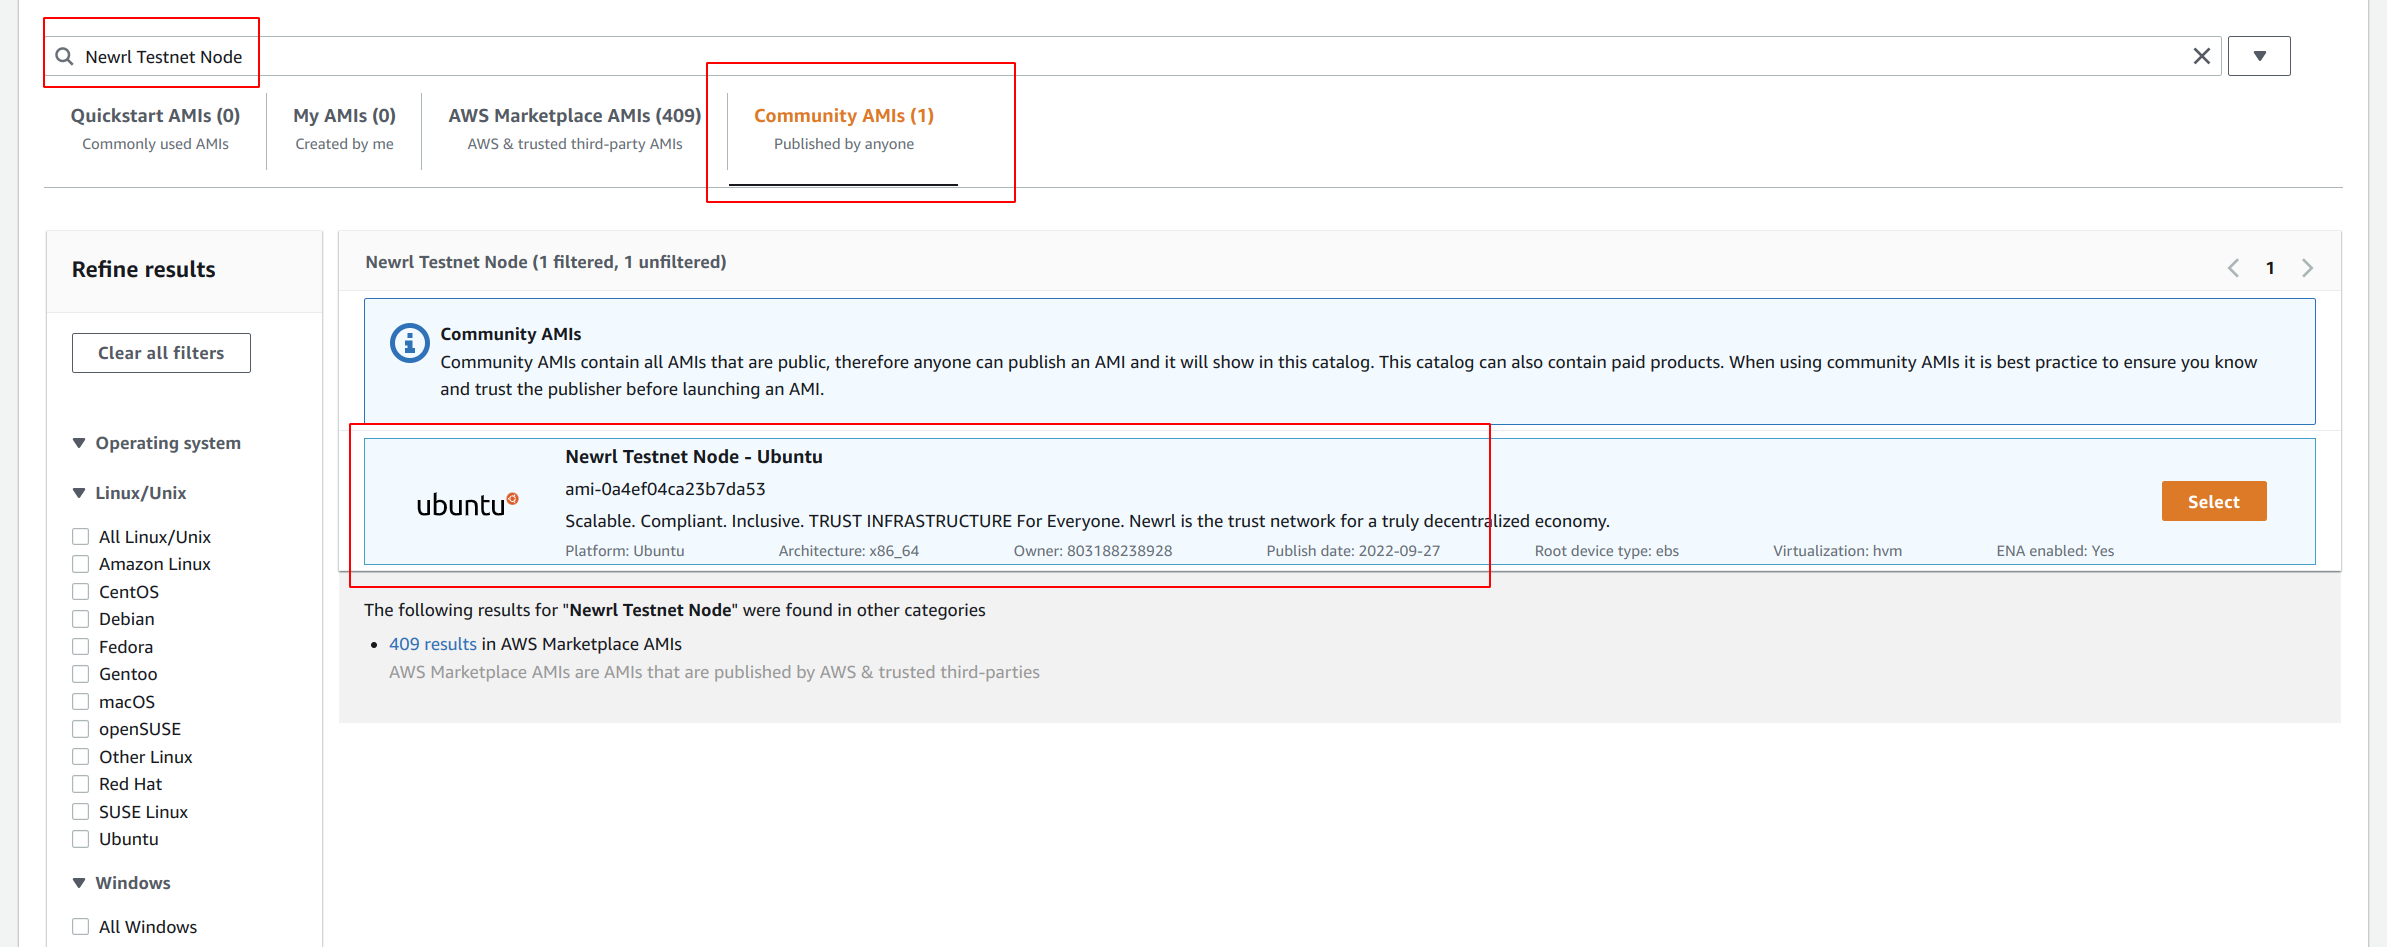 Newrl Testnet Node
Quickstart AMIs (0)
Commonly used AMIs
My AMIs (0)
Created by me
AWS Marketplace AMIs (409)
AWS & trusted third-party AMIs
Community AMIs (1)
Published by anyone
Refine results
Clear all filters
Operating system
Linux/Unix
All Linux/Unix
Amazon Linux
CentOS
Debian
Fedora
Gentoo
macOS
openSUSE
Other Linux
Red Hat
SUSE Linux
Ubuntu
Windows
All Windows
Newrl Testnet Node (1 filtered, 1 unfiltered)
1
Community AMIs
Community AMIs contain all AMIs that are public, therefore anyone can publish an AMI and it will show in this catalog. This catalog can also contain paid products. When using community AMIs it is best practice to ensure you know
and trust the publisher before launching an AMI.
ubuntu
Newrl Testnet Node - Ubuntu
ami-0a4ef04ca23b7da53
Scalable. Compliant. Inclusive. TRUST INFRASTRUCTURE For Everyone. Newrl is the trust network for a truly decentralized economy.
Platform: Ubuntu Architecture: x86_64 Owner: 803188238928 Publish date: 2022-09-27 Root device type: ebs Virtualization: hvm ENA enabled: Yes
Select
The following results for "Newrl Testnet Node" were found in other categories
• 409 results in AWS Marketplace AMIs
AWS Marketplace AMIs are AMIs that are published by AWS & trusted third-parties